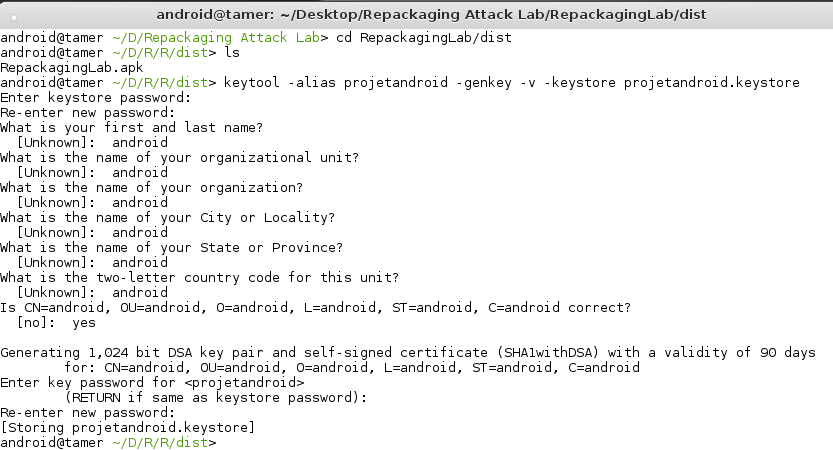 android@tamer: ~/Desktop/Repackaging Attack Lab/RepackagingLab/dist
android@tamer ~/D/Repackaging Attack Lab> cd RepackagingLab/dist
android@tamer ~/D/R/R/dist> ls
RepackagingLab.apk
android@tamer ~/D/R/R/dist> keytool -alias projetandroid -genkey -v -keystore projetandroid.keystore
Enter keystore password:
Re-enter new password:
What is your first and last name?
  [Unknown]:  android
What is the name of your organizational unit?
  [Unknown]:  android
What is the name of your organization?
  [Unknown]:  android
What is the name of your City or Locality?
  [Unknown]:  android
What is the name of your State or Province?
  [Unknown]:  android
What is the two-letter country code for this unit?
  [Unknown]:  android
Is CN=android, OU=android, O=android, L=android, ST=android, C=android correct?
  [no]:  yes

Generating 1,024 bit DSA key pair and self-signed certificate (SHA1withDSA) with a validity of 90 days
        for: CN=android, OU=android, O=android, L=android, ST=android, C=android
Enter key password for <projetandroid>
        (RETURN if same as keystore password):
Re-enter new password:
[Storing projetandroid.keystore]
android@tamer ~/D/R/R/dist>